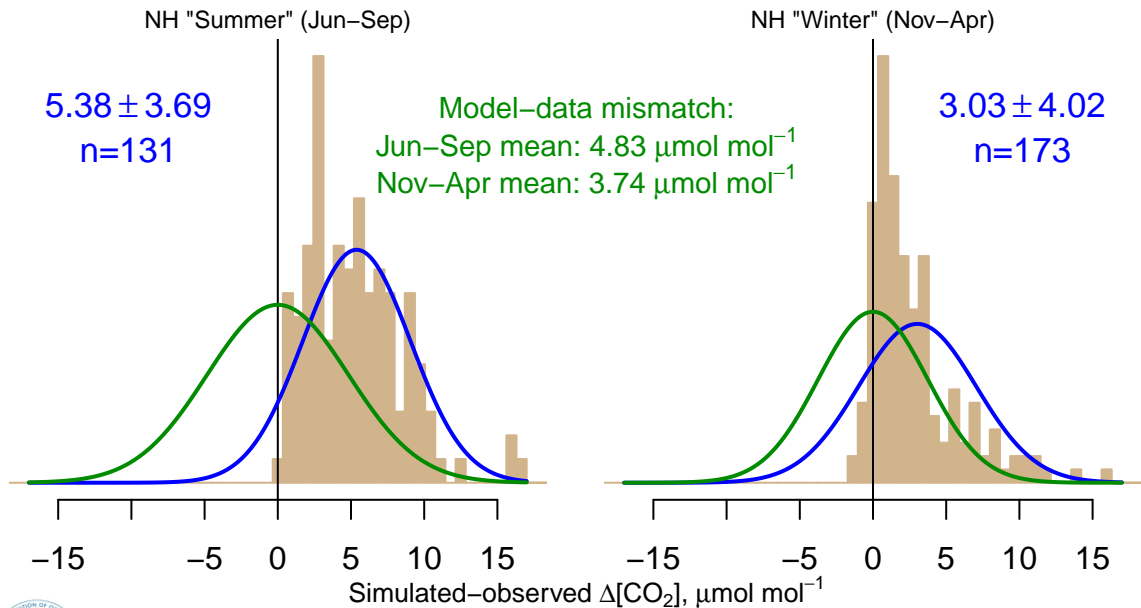 NH "Summer" (Jun−Sep)
5.38 ± 3.69
n=131
Model−data mismatch:
Jun−Sep mean: 4.83 μmol mol⁻¹
Nov−Apr mean: 3.74 μmol mol⁻¹
NH "Winter" (Nov−Apr)
3.03 ± 4.02
n=173
−15 −5 0 5 10 15
−15 −5 0 5 10 15
Simulated−observed Δ[CO₂], μmol mol⁻¹